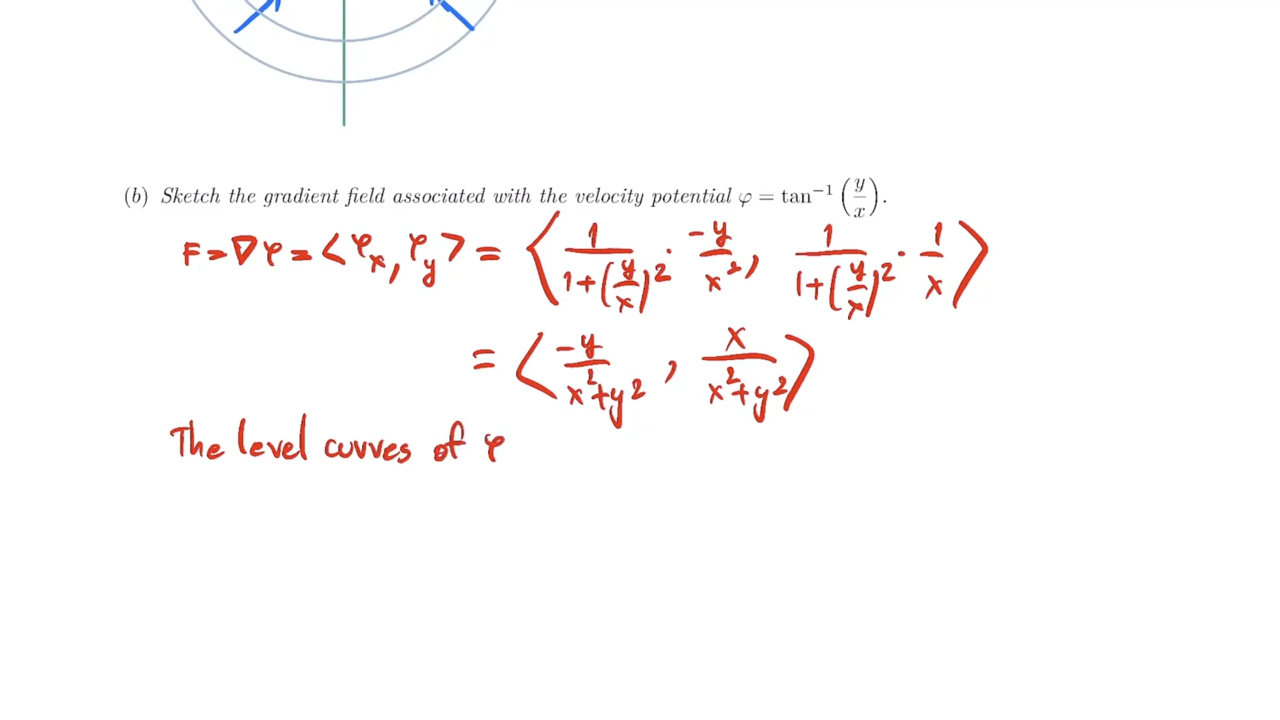 (b) Sketch the gradient field associated with the velocity potential φ = tan⁻¹ (y/x).
F = ∇φ = ⟨φₓ, φᵧ⟩ = ⟨ 1/(1+(y/x)²) · -y/x², 1/(1+(y/x)²) · 1/x ⟩
= ⟨ -y/(x²+y²), x/(x²+y²) ⟩
The level curves of φ